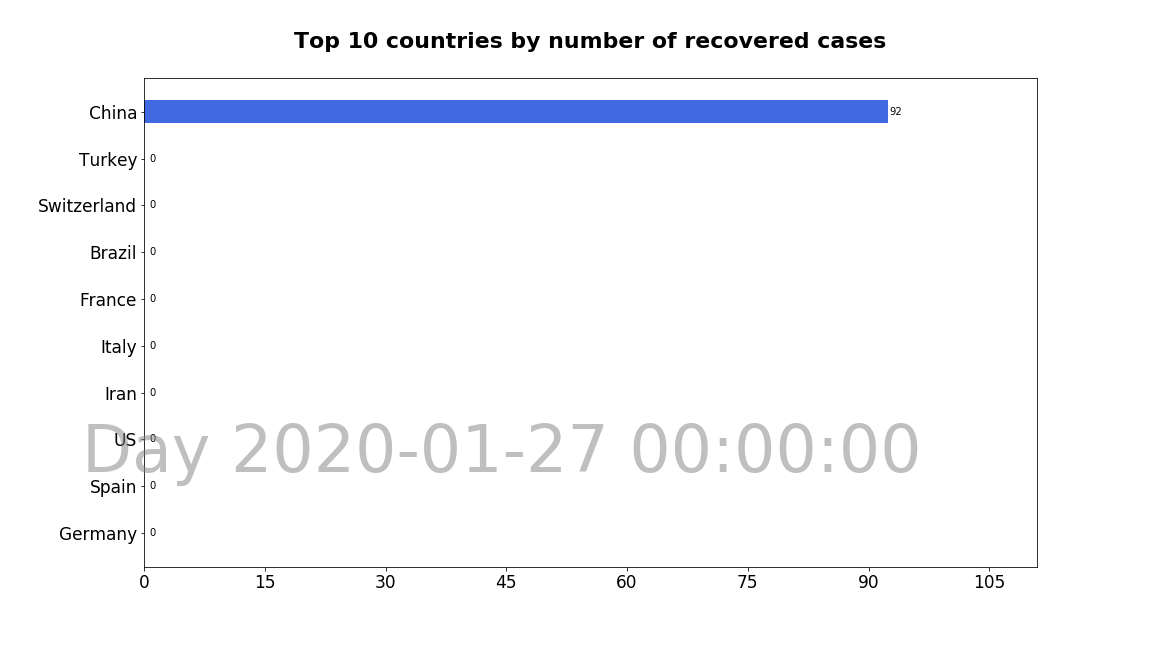 Top 10 countries by number of recovered cases
China 92
Turkey 0
Switzerland 0
Brazil 0
France 0
Italy 0
Iran 0
US 0
Day 2020-01-27 00:00:00
Spain 0
Germany 0
0 15 30 45 60 75 90 105